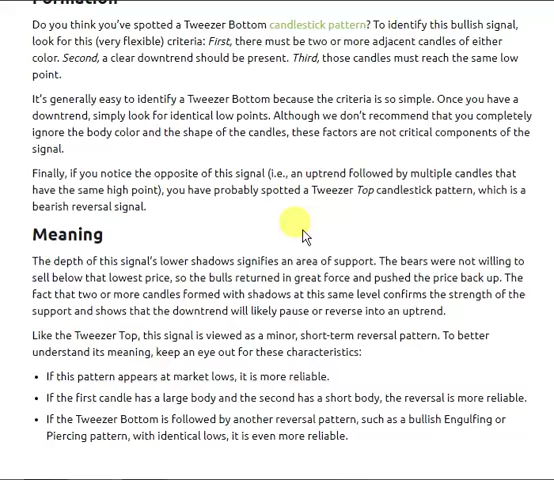 Formation
Do you think you've spotted a Tweezer Bottom candlestick pattern? To identify this bullish signal,
look for this (very flexible) criteria: First, there must be two or more adjacent candles of either
color. Second, a clear downtrend should be present. Third, those candles must reach the same low
point.
It's generally easy to identify a Tweezer Bottom because the criteria is so simple. Once you have a
downtrend, simply look for identical low points. Although we don't recommend that you completely
ignore the body color and the shape of the candles, these factors are not critical components of the
signal.
Finally, if you notice the opposite of this signal (i.e., an uptrend followed by multiple candles that
have the same high point), you have probably spotted a Tweezer Top candlestick pattern, which is a
bearish reversal signal.
Meaning
The depth of this signal's lower shadows signifies an area of support. The bears were not willing to
sell below that lowest price, so the bulls returned in great force and pushed the price back up. The
fact that two or more candles formed with shadows at this same level confirms the strength of the
support and shows that the downtrend will likely pause or reverse into an uptrend.
Like the Tweezer Top, this signal is viewed as a minor, short-term reversal pattern. To better
understand its meaning, keep an eye out for these characteristics:
• If this pattern appears at market lows, it is more reliable.
• If the first candle has a large body and the second has a short body, the reversal is more reliable.
• If the Tweezer Bottom is followed by another reversal pattern, such as a bullish Engulfing or
Piercing pattern, with identical lows, it is even more reliable.